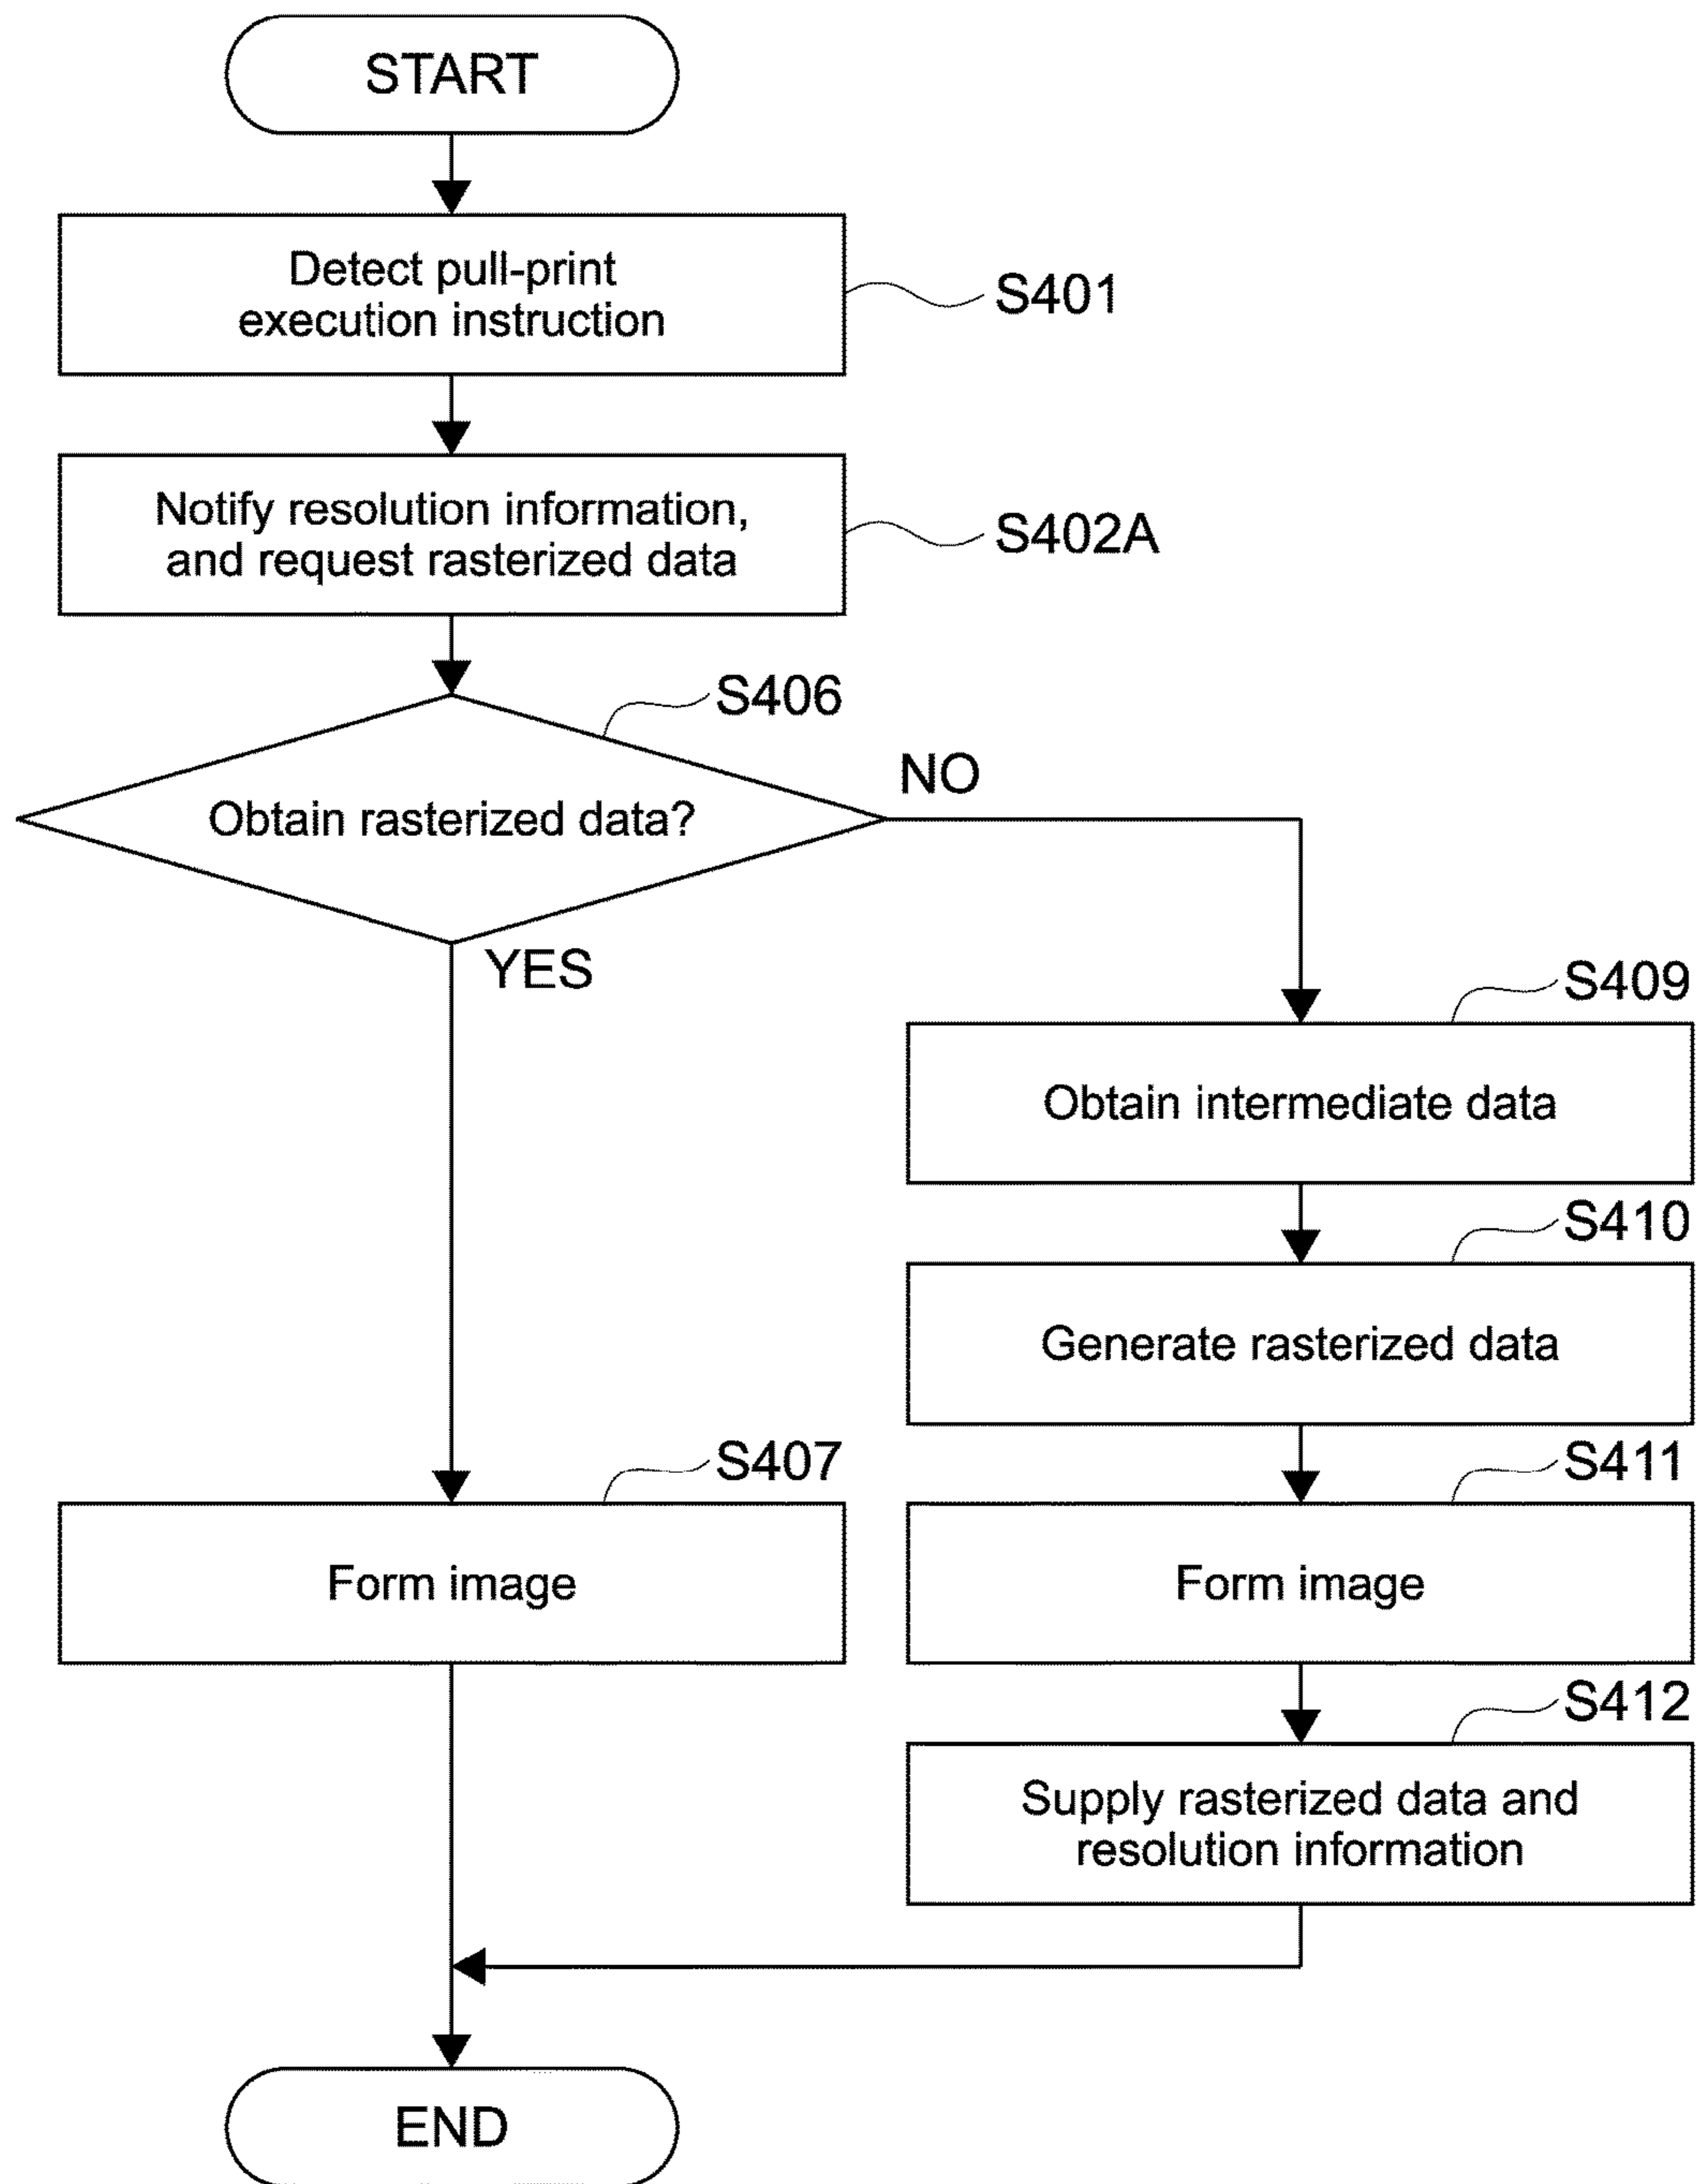 START
Detect pull-print
execution instruction
S401
Notify resolution information,
and request rasterized data
S402A
S406
Obtain rasterized data?
NO
YES
S409
Obtain intermediate data
S410
Generate rasterized data
S407
Form image
S411
Form image
S412
Supply rasterized data and
resolution information
END